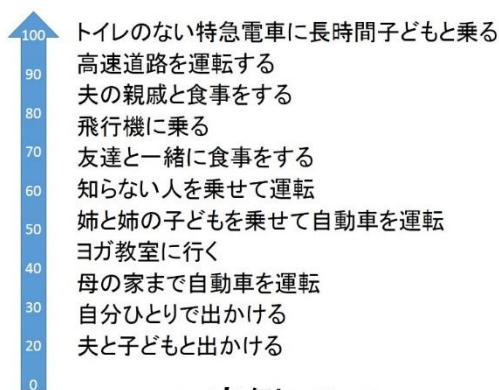 100 トイレのない特急電車に長時間子どもと乗る
高速道路を運転する
90
夫の親戚と食事をする
80
飛行機に乗る
70 友達と一緒に食事をする
60 知らない人を乗せて運転
姉と姉の子どもを乗せて自動車を運転
50
ヨガ教室に行く
40
母の家まで自動車を運転
30 自分ひとりで出かける
20 夫と子どもと出かける
0